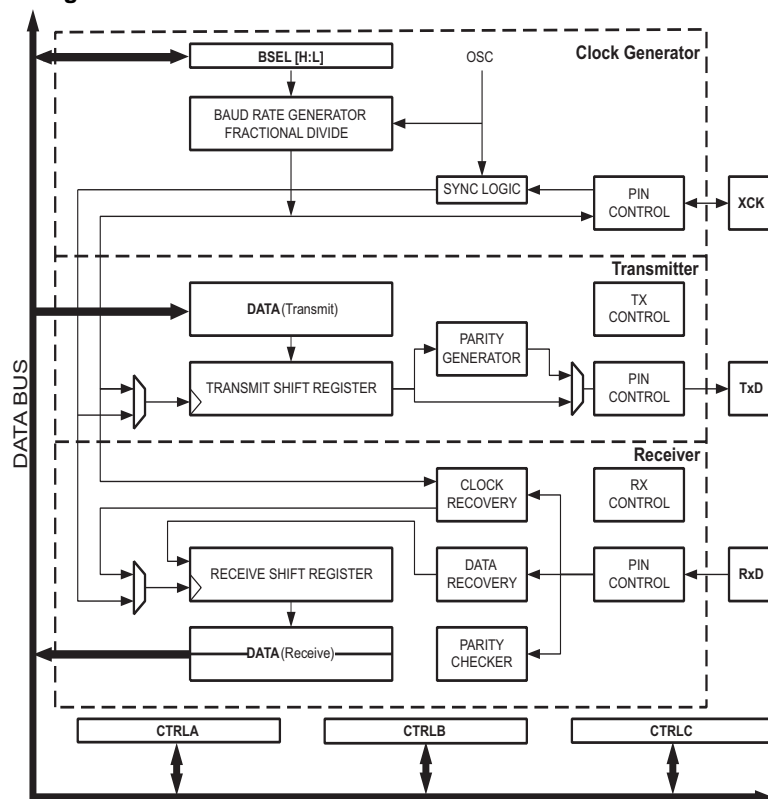 BSEL [H:L]
OSC
Clock Generator
BAUD RATE GENERATOR
FRACTIONAL DIVIDE
SYNC LOGIC
PIN
CONTROL
XCK
Transmitter
DATA (Transmit)
TX
CONTROL
PARITY
GENERATOR
TRANSMIT SHIFT REGISTER
PIN
CONTROL
TxD
DATA BUS
Receiver
CLOCK
RECOVERY
RX
CONTROL
RECEIVE SHIFT REGISTER
DATA
RECOVERY
PIN
CONTROL
RxD
DATA (Receive)
PARITY
CHECKER
CTRLA
CTRLB
CTRLC